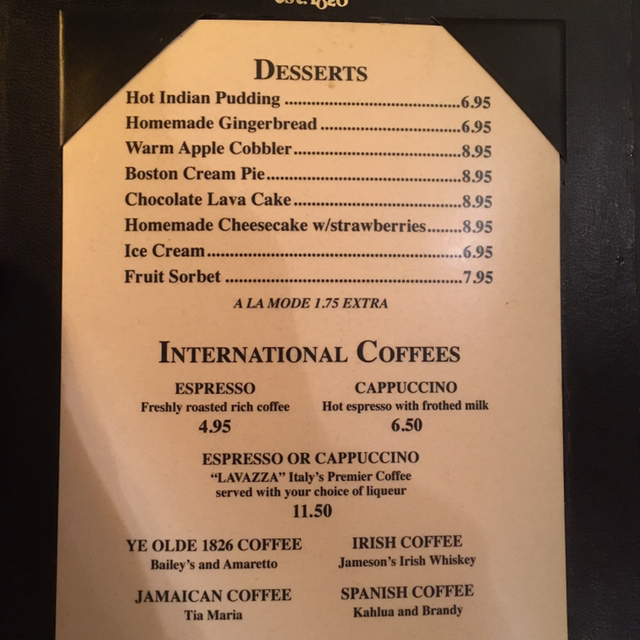 est. 1826
DESSERTS
Hot Indian Pudding ........................................6.95
Homemade Gingerbread ................................6.95
Warm Apple Cobbler......................................8.95
Boston Cream Pie............................................8.95
Chocolate Lava Cake......................................8.95
Homemade Cheesecake w/strawberries........8.95
Ice Cream.........................................................6.95
Fruit Sorbet .....................................................7.95
A LA MODE 1.75 EXTRA
INTERNATIONAL COFFEES
ESPRESSO
Freshly roasted rich coffee
4.95
CAPPUCCINO
Hot espresso with frothed milk
6.50
ESPRESSO OR CAPPUCCINO
“LAVAZZA” Italy's Premier Coffee
served with your choice of liqueur
11.50
YE OLDE 1826 COFFEE
Bailey's and Amaretto
IRISH COFFEE
Jameson's Irish Whiskey
JAMAICAN COFFEE
Tia Maria
SPANISH COFFEE
Kahlua and Brandy